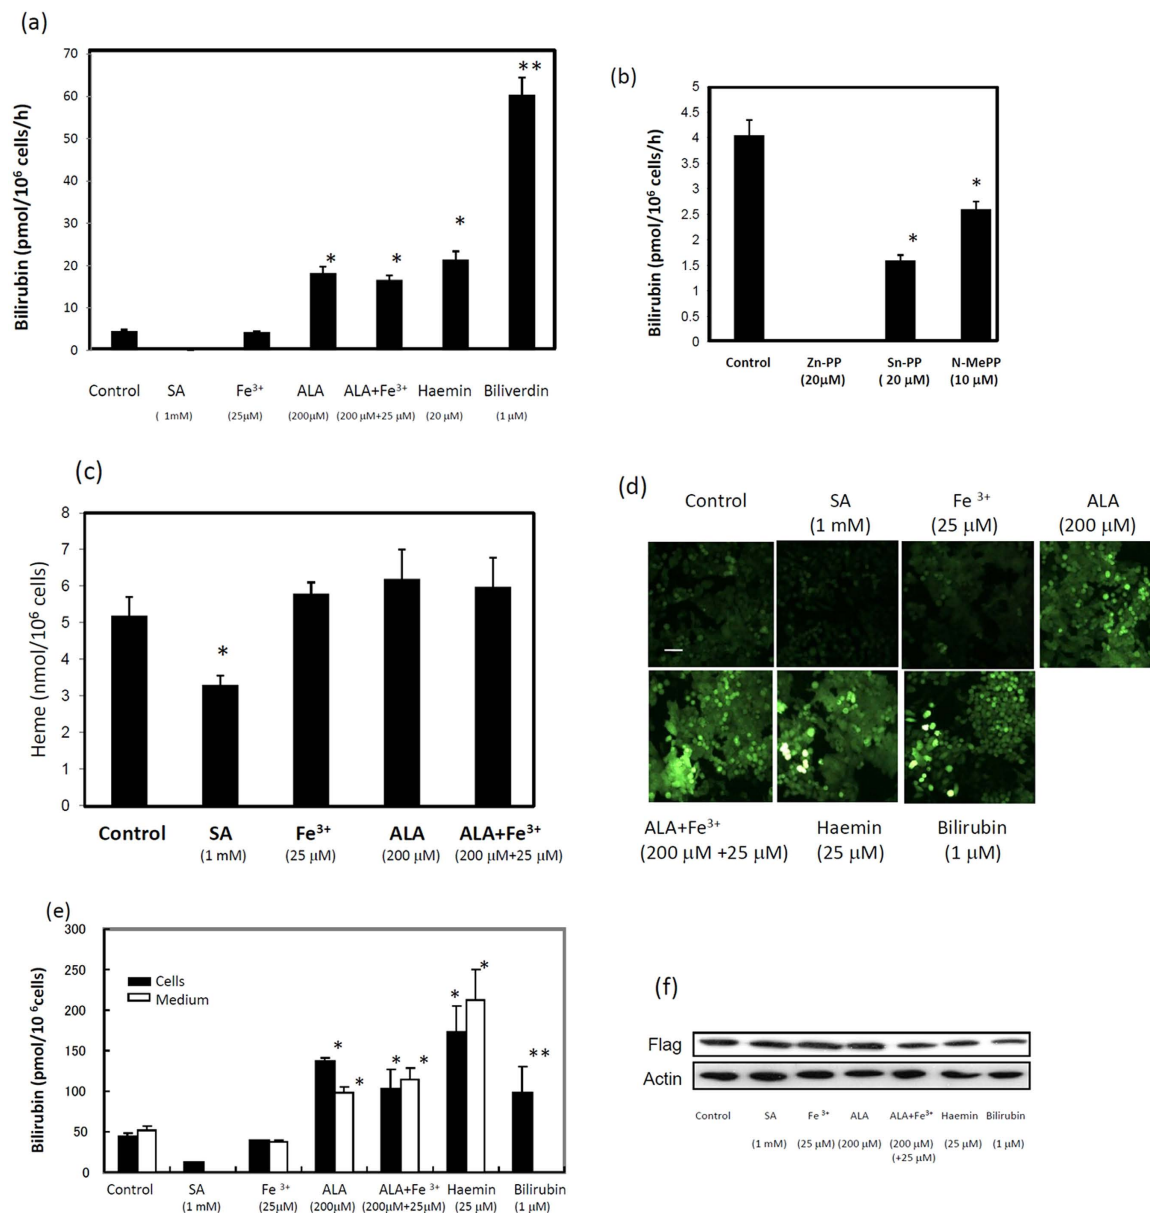 (a)
Bilirubin (pmol/10⁶ cells/h)
70
60
50
40
30
20
10
0
**
*
*
*
Control SA Fe³⁺ ALA ALA+Fe³⁺ Haemin Biliverdin
( 1mM) (25μM) (200μM) (200 μM+25 μM) (20 μM) (1 μM)
(b)
Bilirubin (pmol/10⁶ cells/h)
5
4.5
4
3.5
3
2.5
2
1.5
1
0.5
0
*
*
Control Zn-PP Sn-PP N-MePP
(20μM) ( 20 μM) (10 μM)
(c)
Heme (nmol/10⁶ cells)
8
7
6
5
4
3
2
1
0
*
Control SA Fe³⁺ ALA ALA+Fe³⁺
(1 mM) (25 μM) (200 μM) (200 μM+25 μM)
(d)
Control SA Fe ³⁺ ALA
(1 mM) (25 μM) (200 μM)
ALA+Fe³⁺ Haemin Bilirubin
(200 μM +25 μM) (25 μM) (1 μM)
(e)
Bilirubin (pmol/10 ⁶cells)
300
250
200
150
100
50
0
Cells
Medium
* * * * * * **
Control SA Fe ³⁺ ALA ALA+Fe ³⁺ Haemin Bilirubin
(1 mM) (25μM) (200μM) (200μM+25μM) (25 μM) (1 μM)
(f)
Flag
Actin
Control SA Fe ³⁺ ALA ALA+Fe³⁺ Haemin Bilirubin
(1 mM) (25 μM) (200 μM) (200 μM) (25 μM) (1 μM)
(+25 μM)